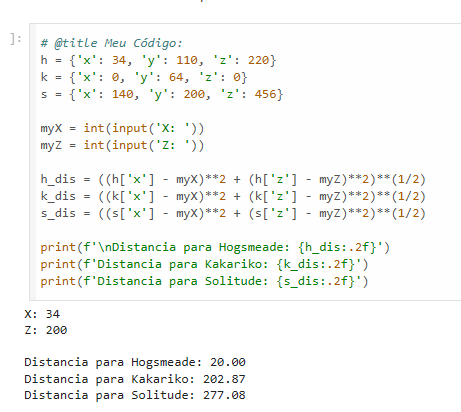 ]:
# @title Meu Código:
h = {'x': 34, 'y': 110, 'z': 220}
k = {'x': 0, 'y': 64, 'z': 0}
s = {'x': 140, 'y': 200, 'z': 456}

myX = int(input('X: '))
myZ = int(input('Z: '))

h_dis = ((h['x'] - myX)**2 + (h['z'] - myZ)**2)**(1/2)
k_dis = ((k['x'] - myX)**2 + (k['z'] - myZ)**2)**(1/2)
s_dis = ((s['x'] - myX)**2 + (s['z'] - myZ)**2)**(1/2)

print(f'\nDistancia para Hogsmeade: {h_dis:.2f}')
print(f'Distancia para Kakariko: {k_dis:.2f}')
print(f'Distancia para Solitude: {s_dis:.2f}')
X: 34
Z: 200

Distancia para Hogsmeade: 20.00
Distancia para Kakariko: 202.87
Distancia para Solitude: 277.08